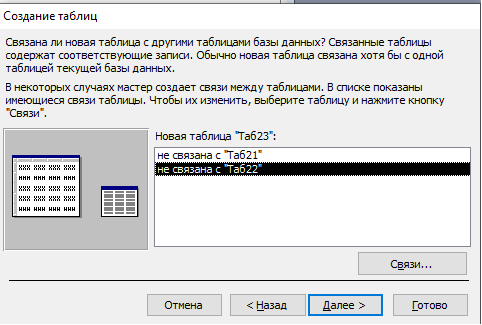 Создание таблиц
Связана ли новая таблица с другими таблицами базы данных? Связанные таблицы
содержат соответствующие записи. Обычно новая таблица связана хотя бы с одной
таблицей текущей базы данных.
В некоторых случаях мастер создает связи между таблицами. В списке показаны
имеющиеся связи таблицы. Чтобы их изменить, выберите таблицу и нажмите кнопку
"Связи".
Новая таблица "Таб23":
не связана с "Таб21"
не связана с "Таб22"
Связи...
Отмена
< Назад
Далее >
Готово